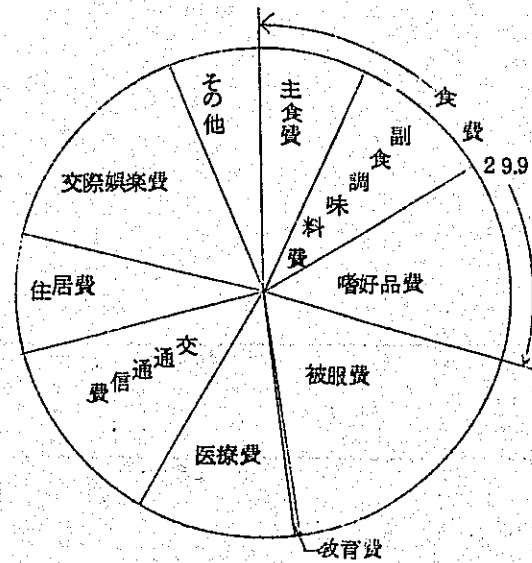 主食費
副食調味料費
食費
29.9
嗜好品費
被服費
教育費
医療費
交通通信費
住居費
交際娯楽費
その他